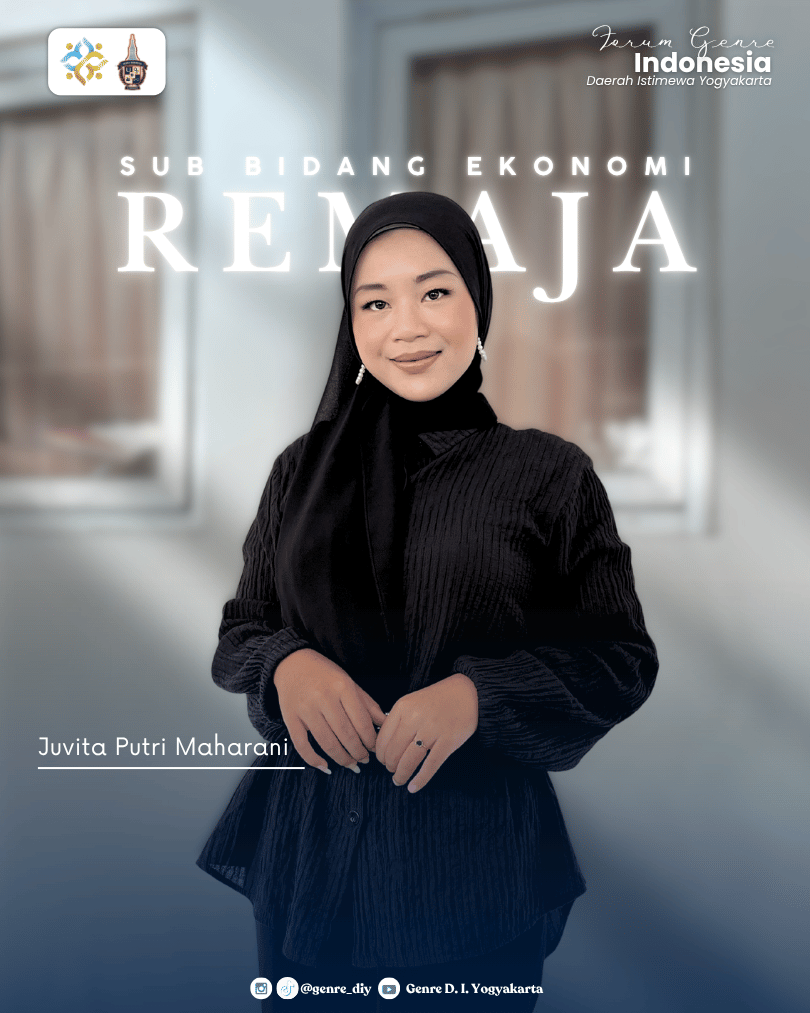 Forum Genre
Indonesia
Daerah Istimewa Yogyakarta
SUB BIDANG EKONOMI
REMAJA
Juvita Putri Maharani
@genre_diy Genre D. I. Yogyakarta